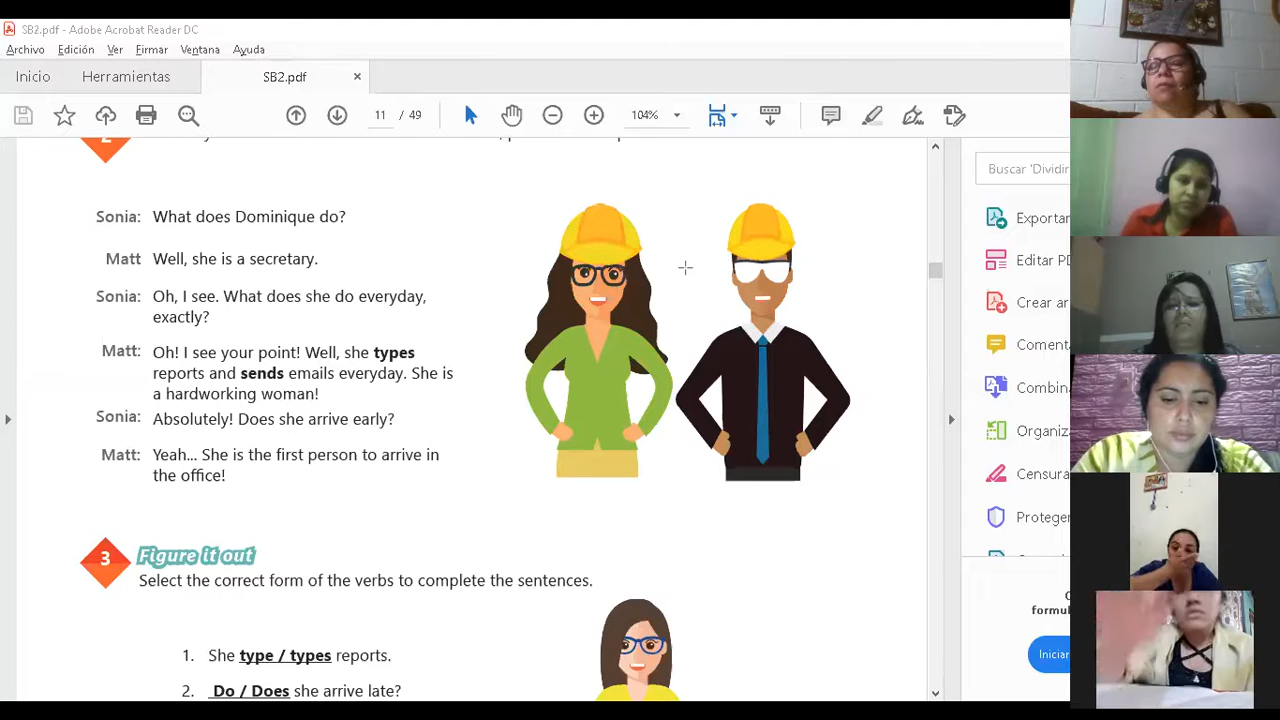 SB2.pdf - Adobe Acrobat Reader DC
Archivo Edición Ver Firmar Ventana Ayuda
Inicio Herramientas SB2.pdf ×
11 / 49 104%
2
Sonia: What does Dominique do?
Matt Well, she is a secretary.
Sonia: Oh, I see. What does she do everyday,
exactly?
Matt: Oh! I see your point! Well, she types
reports and sends emails everyday. She is
a hardworking woman!
Sonia: Absolutely! Does she arrive early?
Matt: Yeah... She is the first person to arrive in
the office!
3 Figure it out
Select the correct form of the verbs to complete the sentences.
1. She type / types reports.
2. Do / Does she arrive late?
Buscar 'Dividir
Exportar
Editar PD
Crear ar
Coment
Combina
Organiz
Censura
Proteger
formul
Iniciar